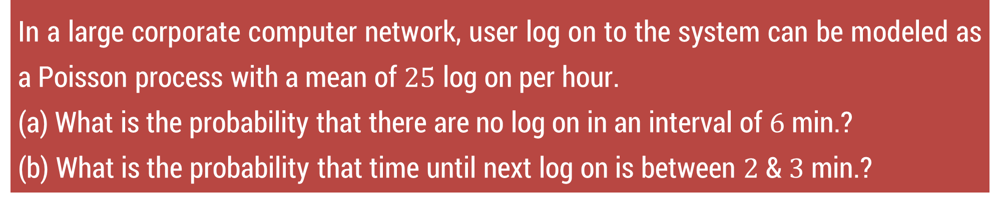 In a large corporate computer network, user log on to the system can be modeled as
a Poisson process with a mean of 25 log on per hour.
(a) What is the probability that there are no log on in an interval of 6 min.?
(b) What is the probability that time until next log on is between 2 & 3 min.?